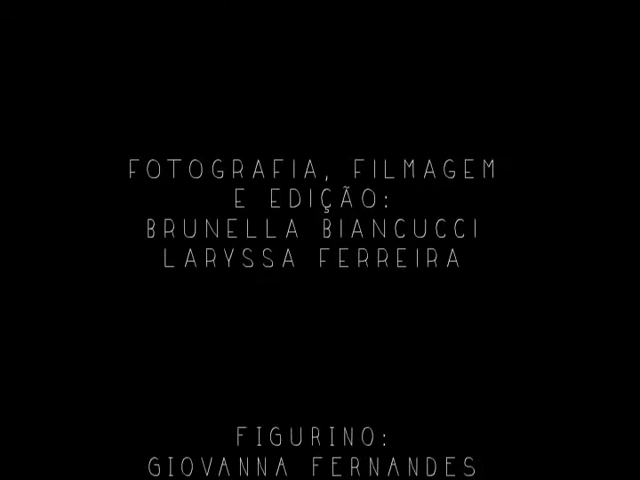 FOTOGRAFIA, FILMAGEM
E EDIÇÃO:
BRUNELLA BIANCUCCI
LARYSSA FERREIRA
FIGURINO:
GIOVANNA FERNANDES